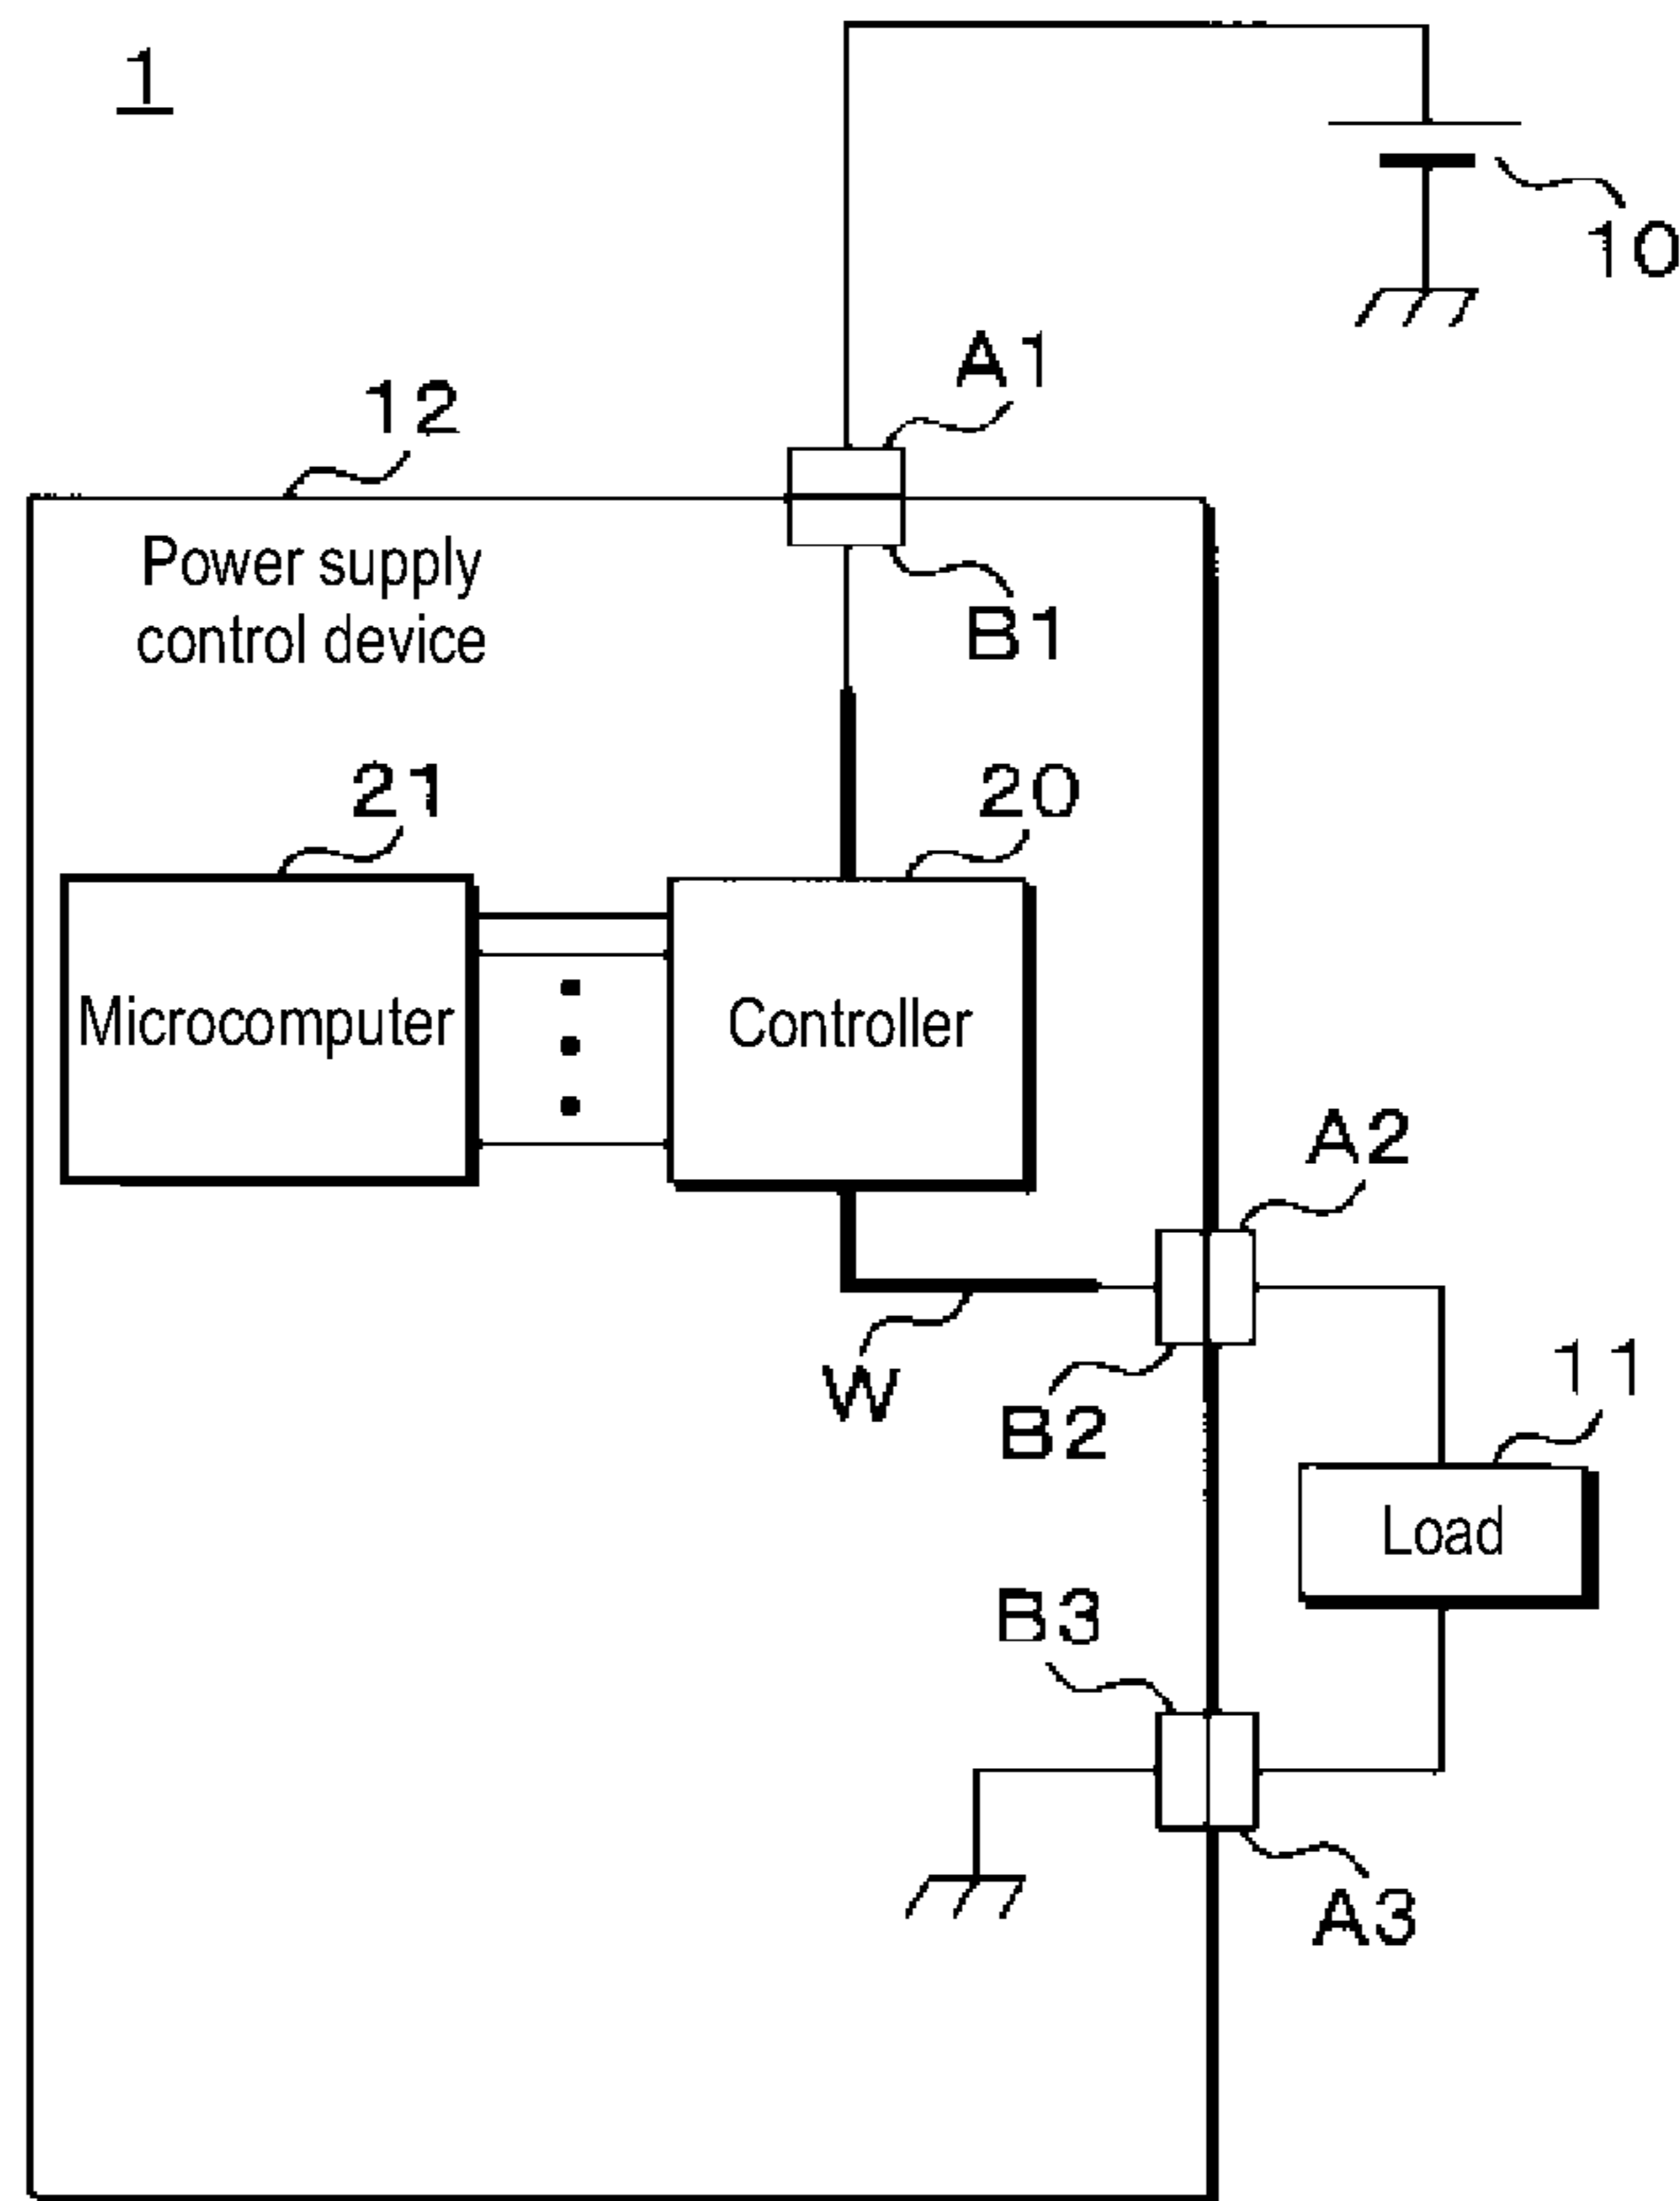 1
10
A1
12
Power supply
control device
B1
21
20
Microcomputer
Controller
A2
W
B2
11
Load
B3
A3